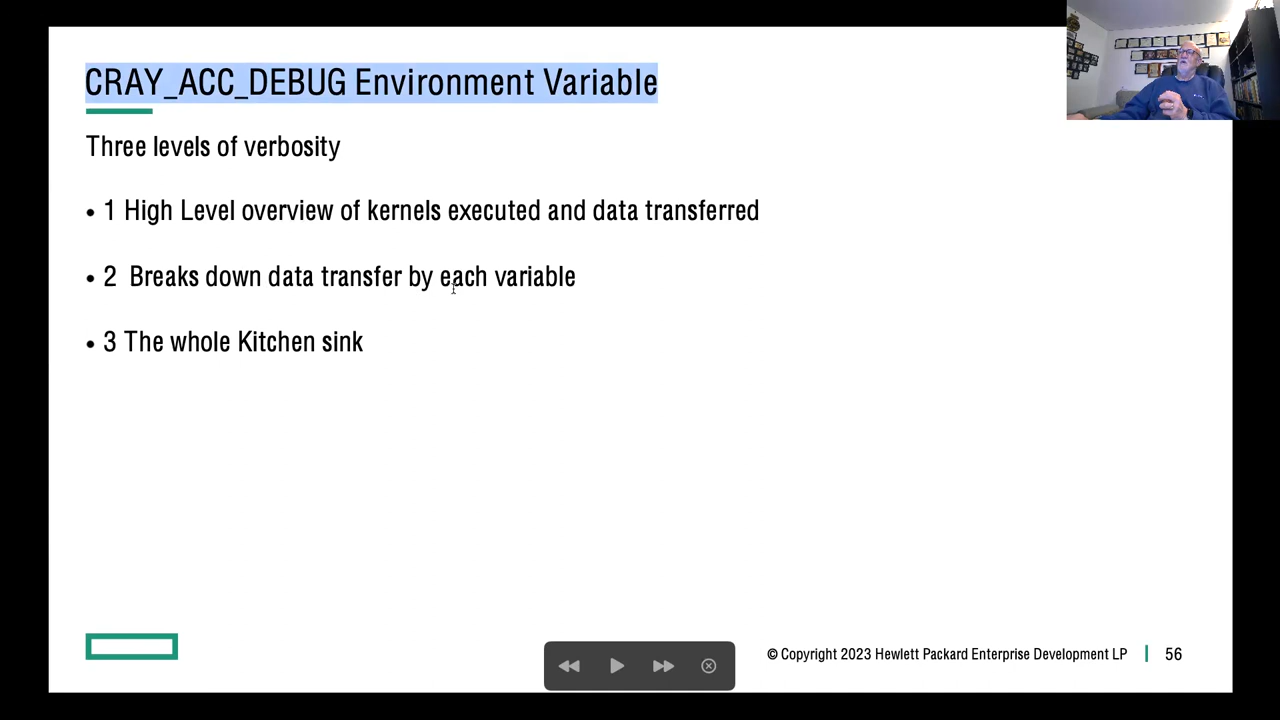 CRAY_ACC_DEBUG Environment Variable
Three levels of verbosity
• 1 High Level overview of kernels executed and data transferred
• 2 Breaks down data transfer by each variable
• 3 The whole Kitchen sink
© Copyright 2023 Hewlett Packard Enterprise Development LP | 56